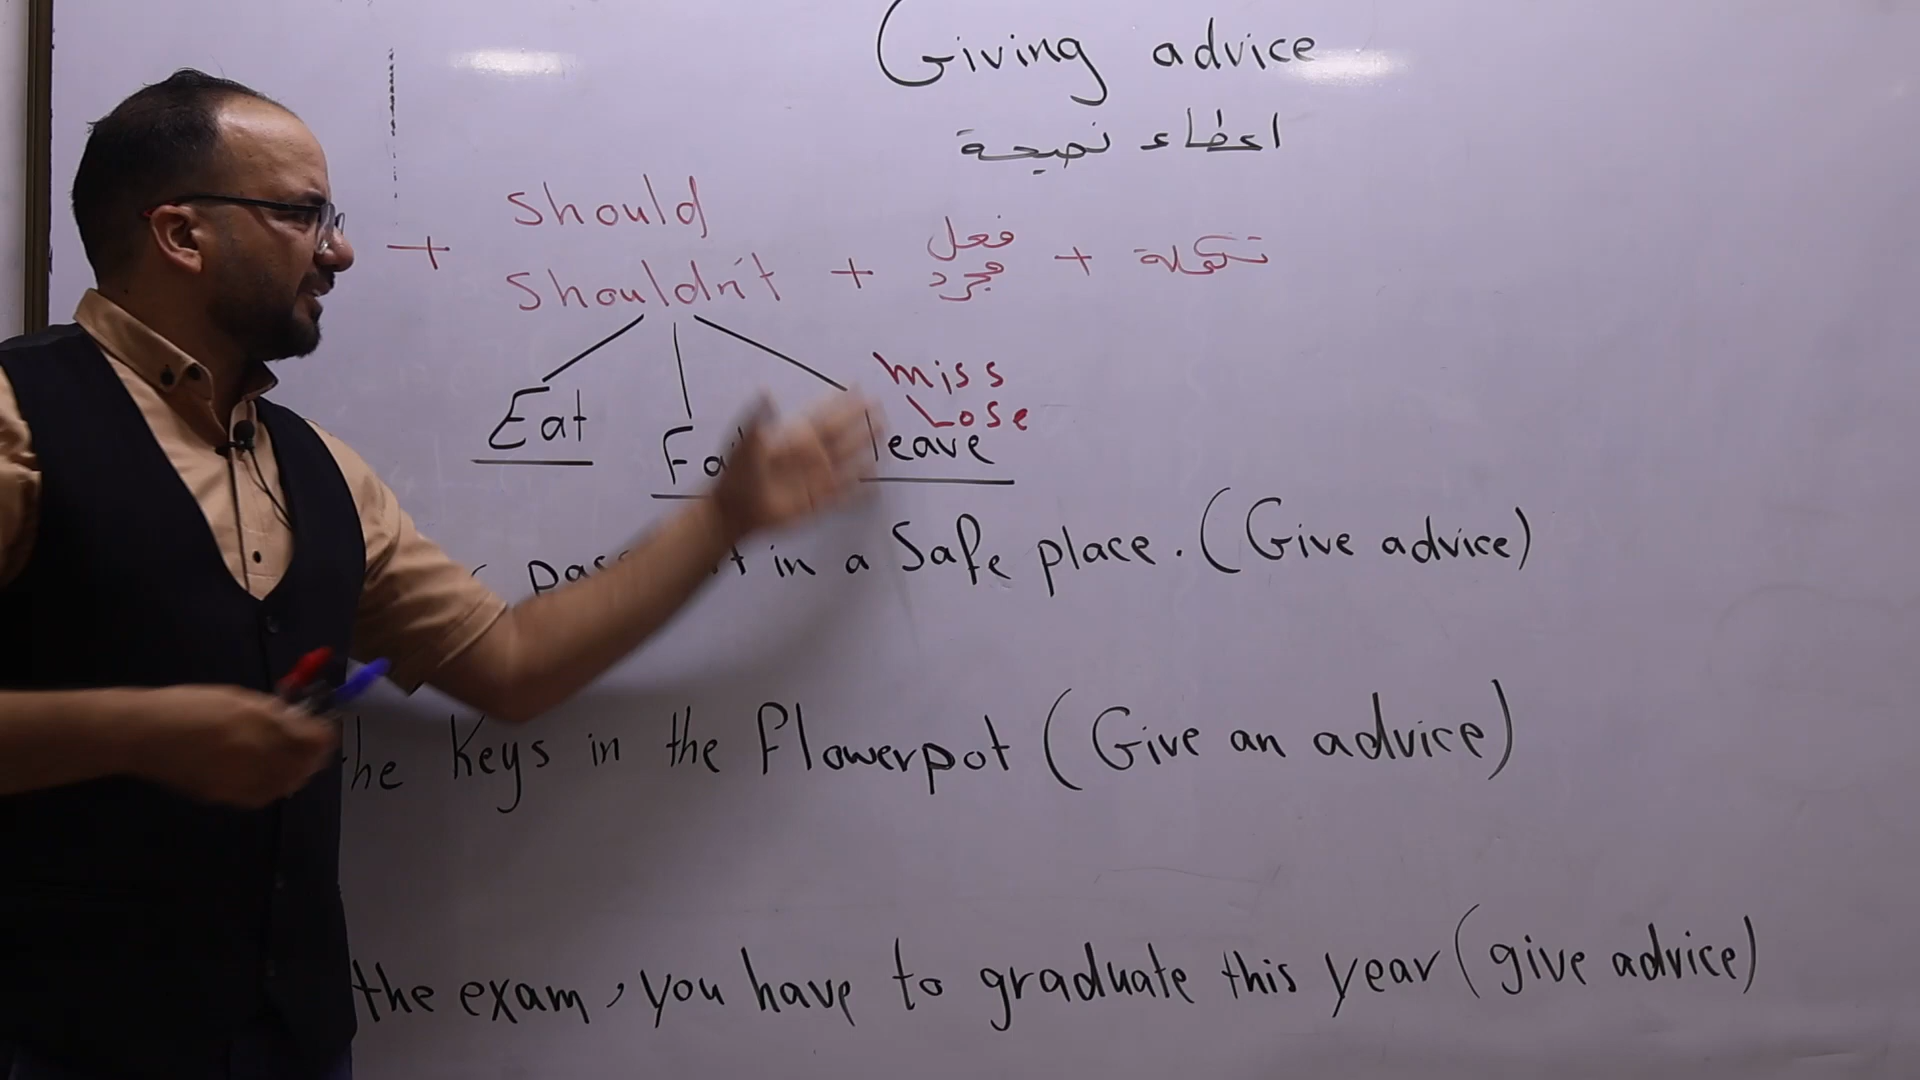 Giving advice
اعطاء نصيحة
+ should
shouldn't + فعل مجرد + تكملة
Eat
miss
Lose
leave
in a Safe place. (Give advice)
the Keys in the flowerpot (Give an advice)
the exam, you have to graduate this year (give advice)